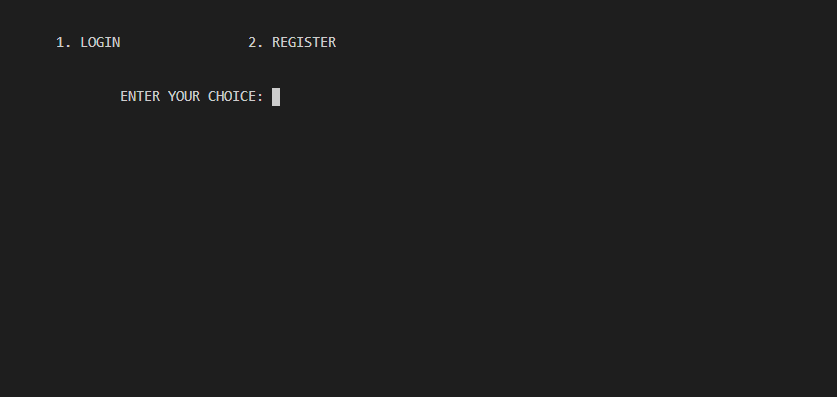 1. LOGIN 2. REGISTER
ENTER YOUR CHOICE: